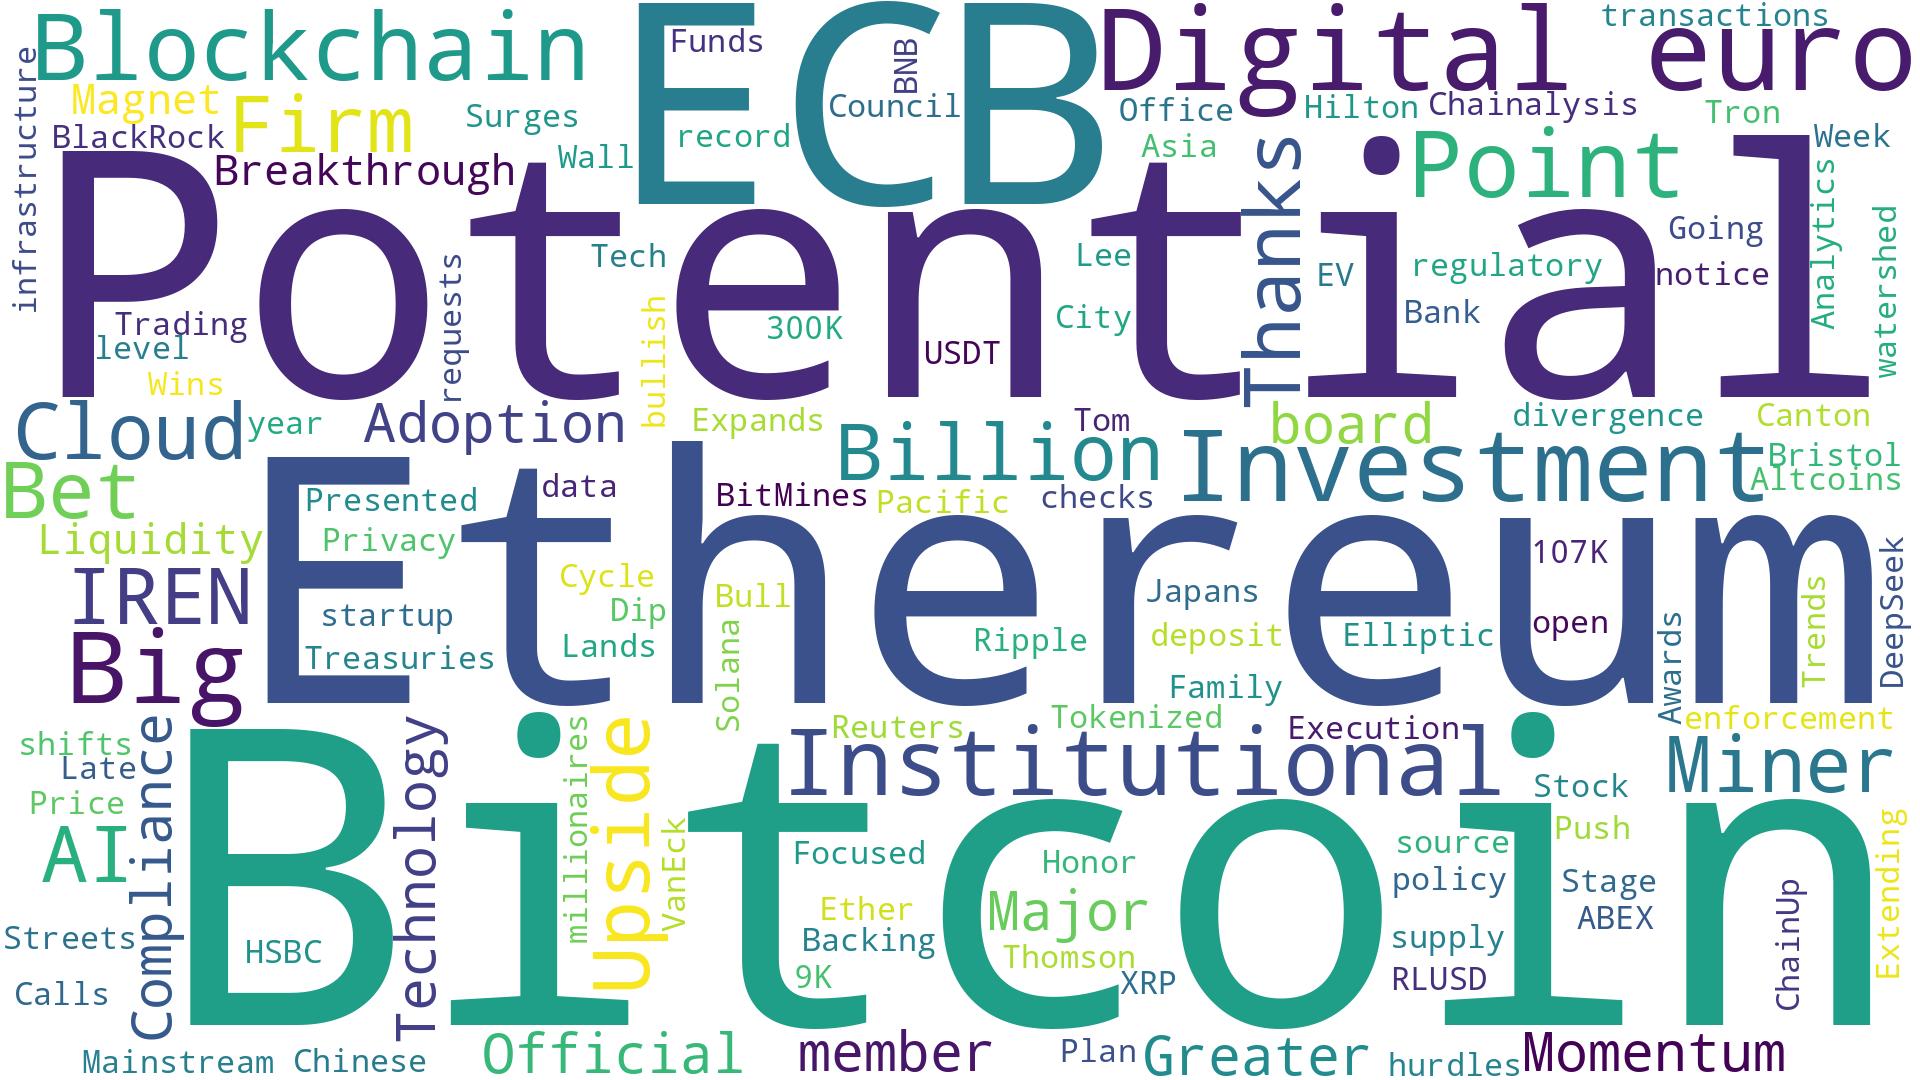 Blockchain
ECB
Funds
BNB
Council
Digital euro
transactions
infrastructure
Magnet
Firm
BlackRock
Breakthrough
Surges
Wall
record
Office
Asia
Hilton
Chainalysis
Tron
Week
Thanks
Point
Analytics
watershed
Potential
Trading
level
Wins
requests
Tech
bullish
300K
USDT
Lee
City
EV
regulatory
Bank
Going
notice
Cloud
year
Adoption
Expands
Billion
Tom
board
Investment
divergence
Canton
Bristol
Altcoins
Bet
Liquidity
Presented
Privacy
data
BitMines
Pacific
checks
Ethereum
IREN
Big
startup
Treasuries
Cycle
Dip
Lands
Bull
Solana
Ripple
Japans
deposit
Family
Elliptic
107K
open
Awards
Trends
DeepSeek
shifts
Late
Price
AI
Compliance
Technology
millionaires
Upside
VanEck
Reuters
Tokenized
Execution
Institutional
enforcement
Miner
Stock
Push
Bitcoin
Streets
Calls
HSBC
Focused
Ether
Backing
9K
Honor
Major
Thomson
XRP
source
policy
supply
RLUSD
Stage
ABEX
ChainUp
Extending
Mainstream
Chinese
Official
member
Plan
Greater
hurdles
Momentum